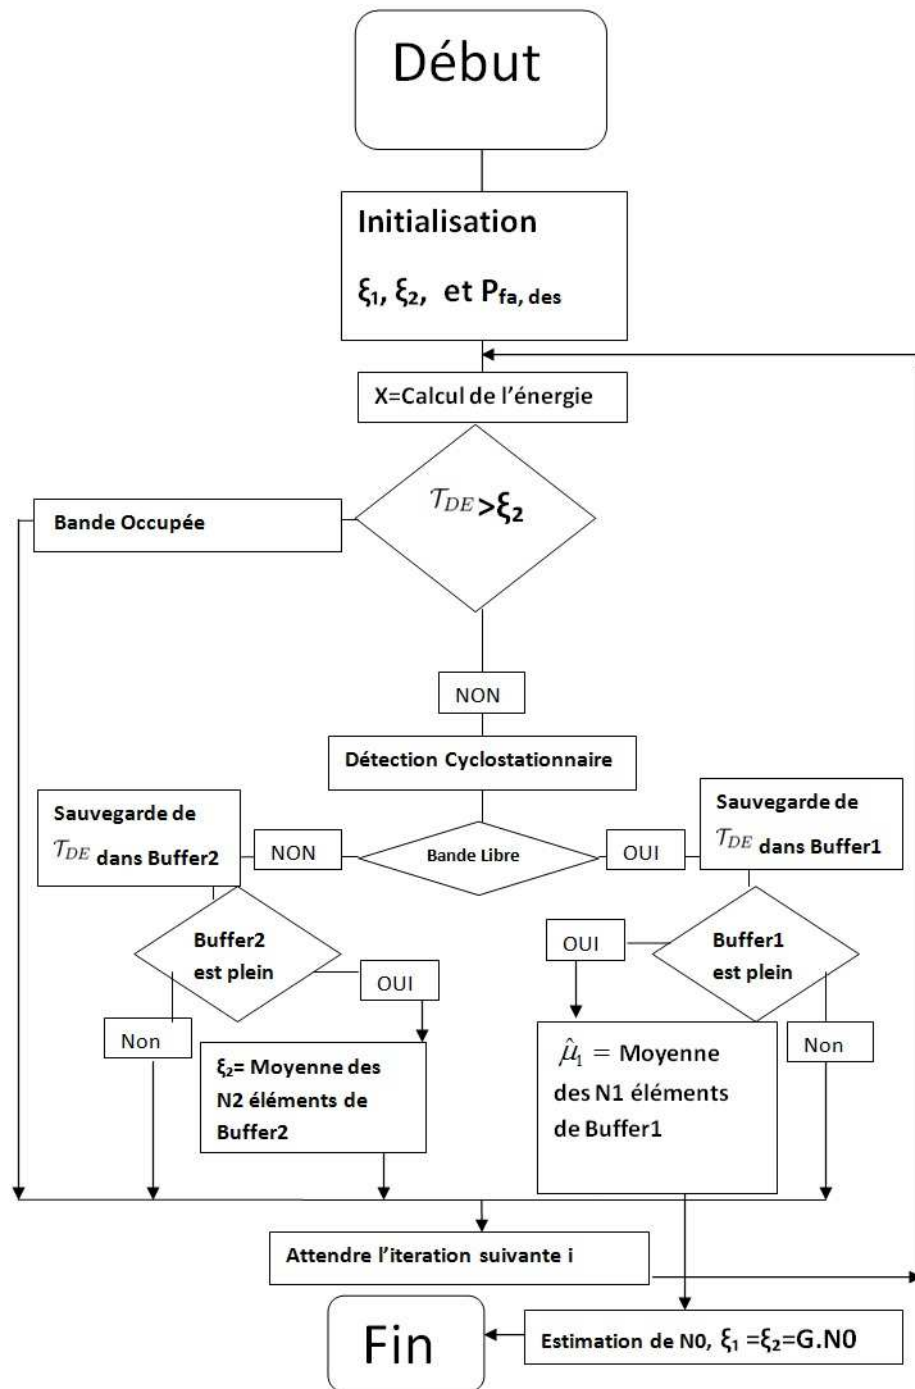 Début
Initialisation
ξ₁, ξ₂, et P_fa, des
X=Calcul de l'énergie
𝒯_DE >ξ₂
Bande Occupée
NON
Détection Cyclostationnaire
Sauvegarde de
𝒯_DE dans Buffer2
NON
Bande Libre
OUI
Sauvegarde de
𝒯_DE dans Buffer1
Buffer2
est plein
OUI
Non
OUI
Buffer1
est plein
Non
ξ₂= Moyenne des
N2 éléments de
Buffer2
μ̂₁ = Moyenne
des N1 éléments
de Buffer1
Attendre l'iteration suivante i
Fin
Estimation de N0, ξ₁ =ξ₂=G.N0